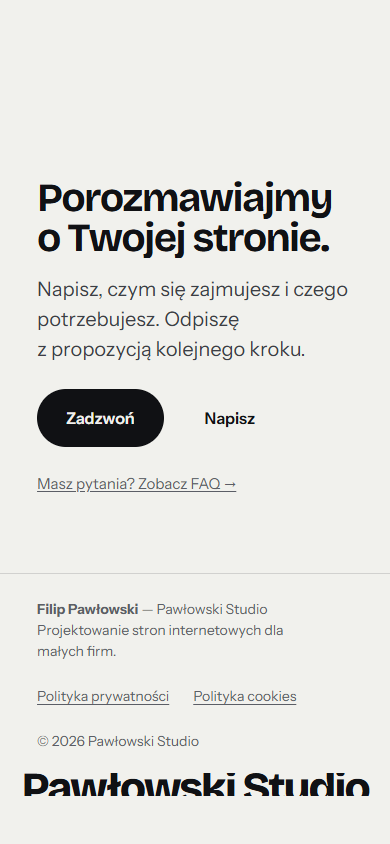 Porozmawiajmy
o Twojej stronie.
Napisz, czym się zajmujesz i czego
potrzebujesz. Odpiszę
z propozycją kolejnego kroku.
Zadzwoń
Napisz
Masz pytania? Zobacz FAQ →
Filip Pawłowski — Pawłowski Studio
Projektowanie stron internetowych dla
małych firm.
Polityka prywatności
Polityka cookies
© 2026 Pawłowski Studio
Pawłowski Studio